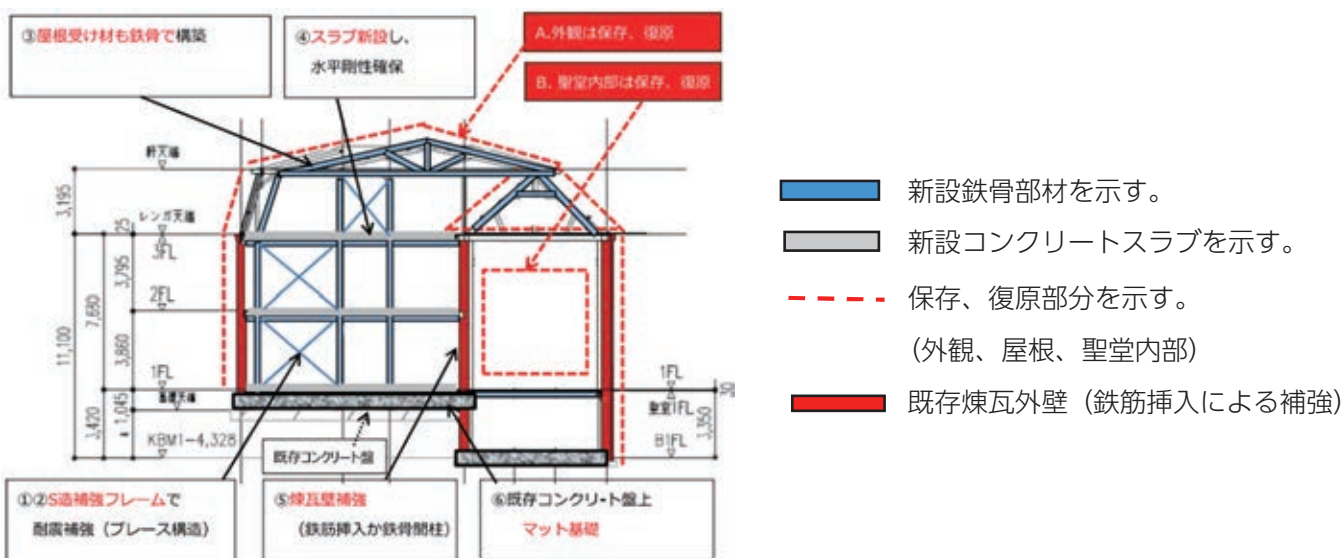 ③屋根受け材も鉄骨で構築
④スラブ新設し、
水平剛性確保
A.外観は保存、復原
B. 聖堂内部は保存、復原
軒天端
レンガ天端
3FL
2FL
1FL
基礎天端
KBM1-4,328
3,195
25
3,795
7,680
11,100
3,860
1,045
3,420
1FL
聖堂1FL
B1FL
30
3,350
既存コンクリート盤
①②S造補強フレームで
耐震補強（ブレース構造）
⑤煉瓦壁補強
（鉄筋挿入か鉄骨間柱）
⑥既存コンクリート盤上
マット基礎
新設鉄骨部材を示す。
新設コンクリートスラブを示す。
保存、復原部分を示す。
（外観、屋根、聖堂内部）
既存煉瓦外壁（鉄筋挿入による補強）